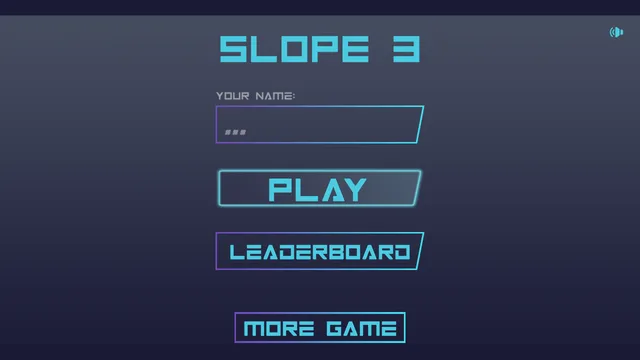 SLOPE 3
YOUR NAME:
...
PLAY
LEADERBOARD
MORE GAME